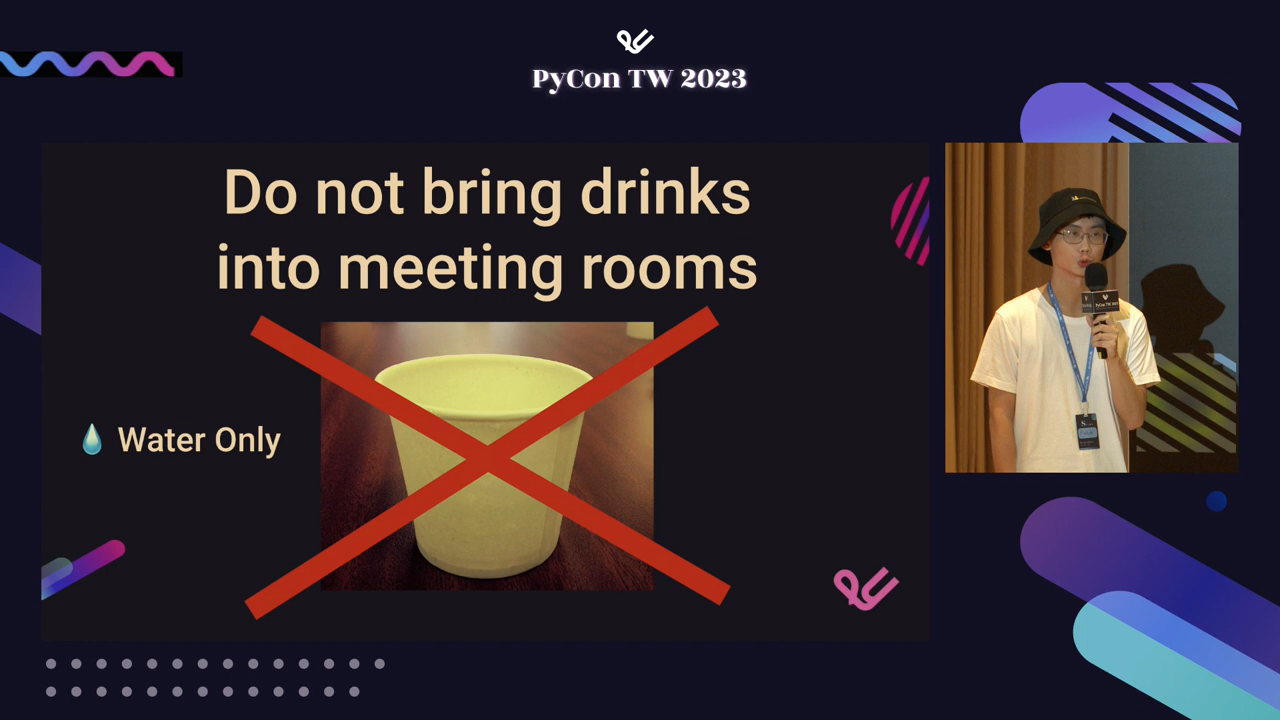 PyCon TW 2023
Do not bring drinks
into meeting rooms
Water Only